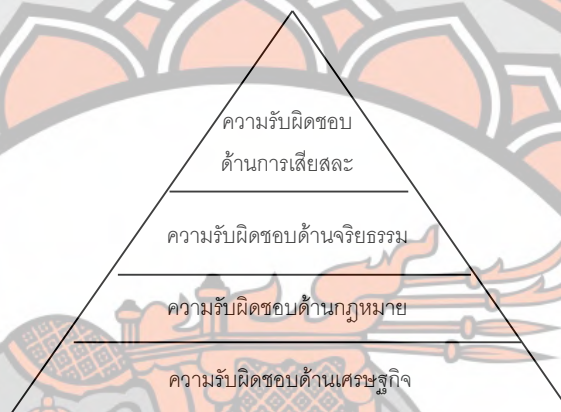 ความรับผิดชอบ
ด้านการเสียสละ
ความรับผิดชอบด้านจริยธรรม
ความรับผิดชอบด้านกฎหมาย
ความรับผิดชอบด้านเศรษฐกิจ